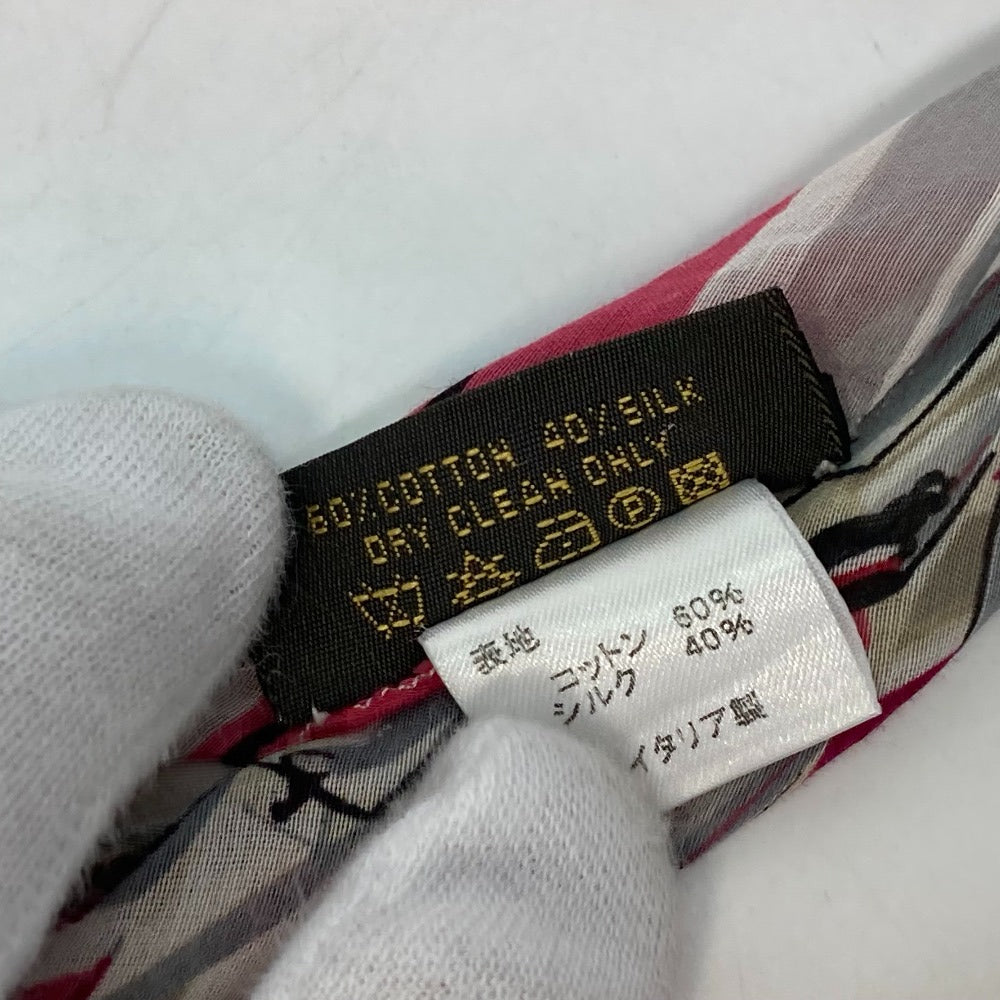 60%COTTON 40%SILK
DRY CLEAN ONLY
P
表地 コットン 60%
シルク 40%
イタリア製